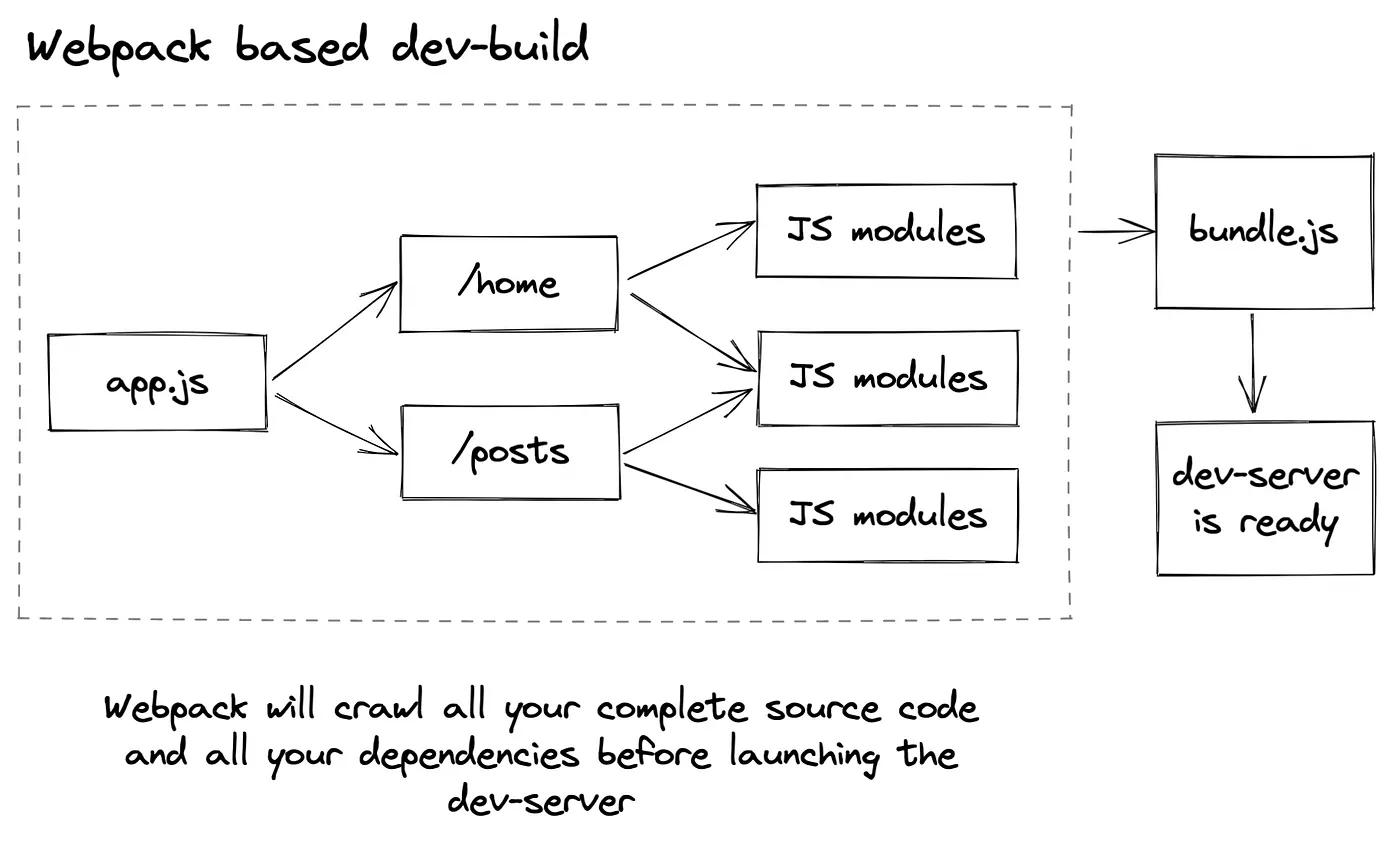 Webpack based dev-build
app.js
/home
/posts
JS modules
JS modules
JS modules
bundle.js
dev-server
is ready
Webpack will crawl all your complete source code
and all your dependencies before launching the
dev-server